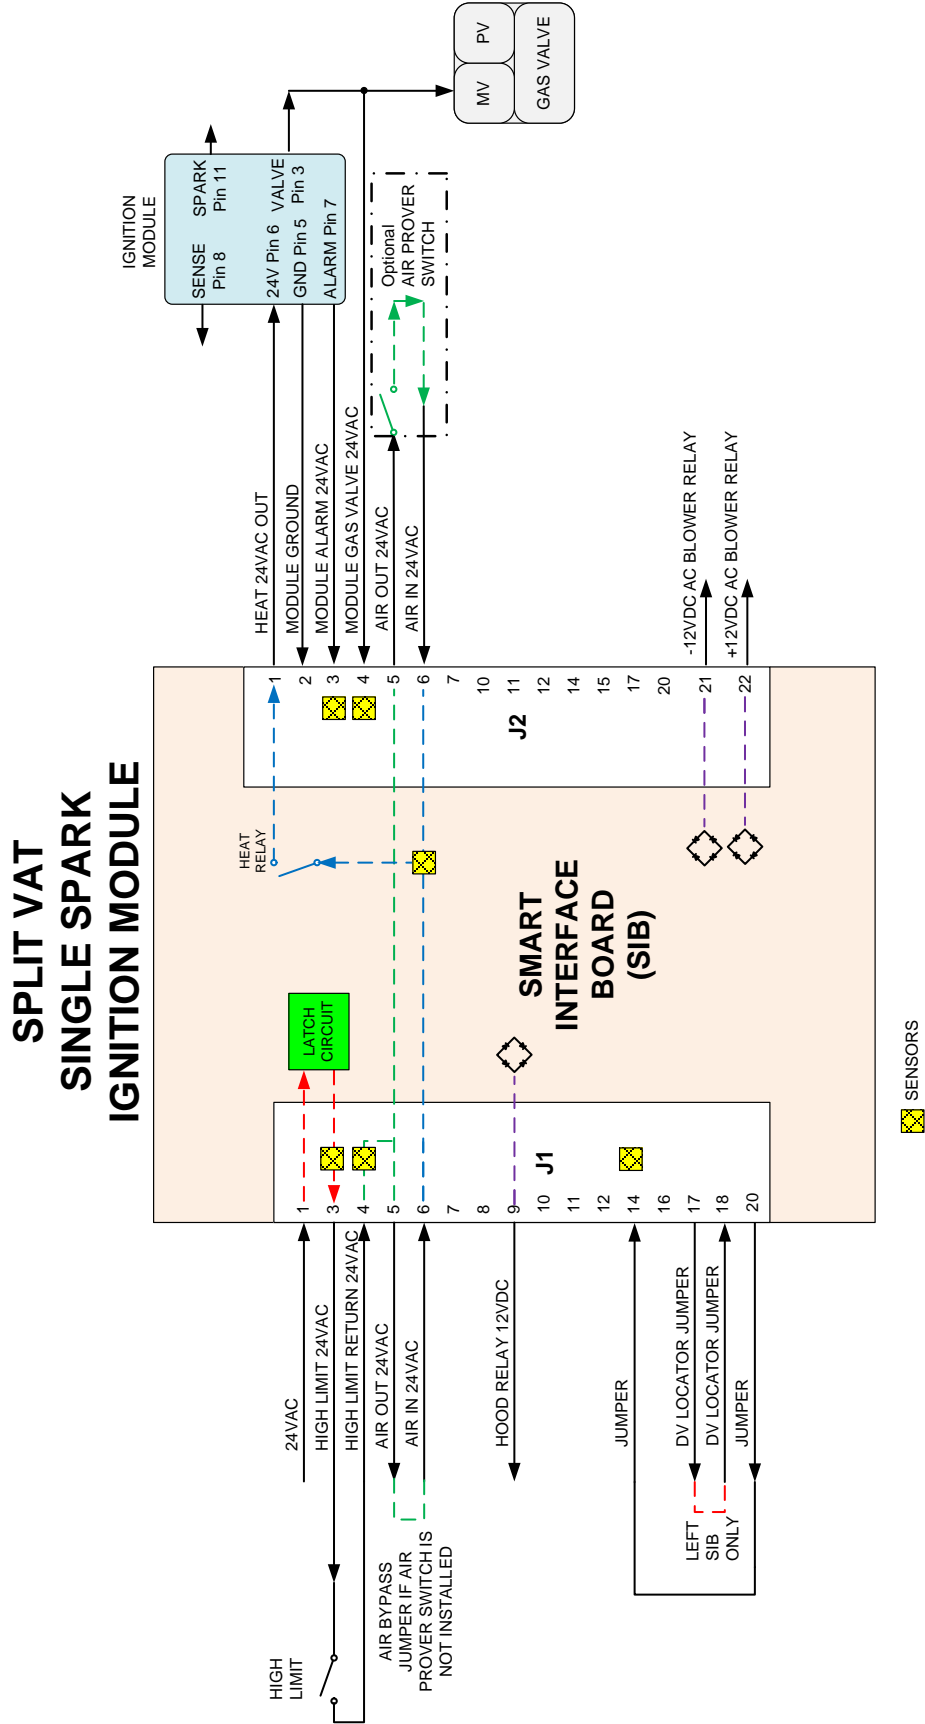 SPLIT VAT
SINGLE SPARK
IGNITION MODULE
HIGH
LIMIT
24VAC
HIGH LIMIT 24VAC
HIGH LIMIT RETURN 24VAC
AIR OUT 24VAC
AIR IN 24VAC
AIR BYPASS
JUMPER IF AIR
PROVER SWITCH IS
NOT INSTALLED
HOOD RELAY 12VDC
JUMPER
DV LOCATOR JUMPER
DV LOCATOR JUMPER
JUMPER
LEFT
SIB
ONLY
1
3
4
5
6
7
8
9
10
11
12
14
16
17
18
20
J1
LATCH
CIRCUIT
HEAT
RELAY
SMART
INTERFACE
BOARD
(SIB)
J2
1
2
3
4
5
6
7
10
11
12
14
15
17
20
21
22
HEAT 24VAC OUT
MODULE GROUND
MODULE ALARM 24VAC
MODULE GAS VALVE 24VAC
AIR OUT 24VAC
AIR IN 24VAC
-12VDC AC BLOWER RELAY
+12VDC AC BLOWER RELAY
IGNITION
MODULE
SENSE
Pin 8
SPARK
Pin 11
24V Pin 6
GND Pin 5
ALARM Pin 7
VALVE
Pin 3
Optional
AIR PROVER
SWITCH
MV
PV
GAS VALVE
SENSORS